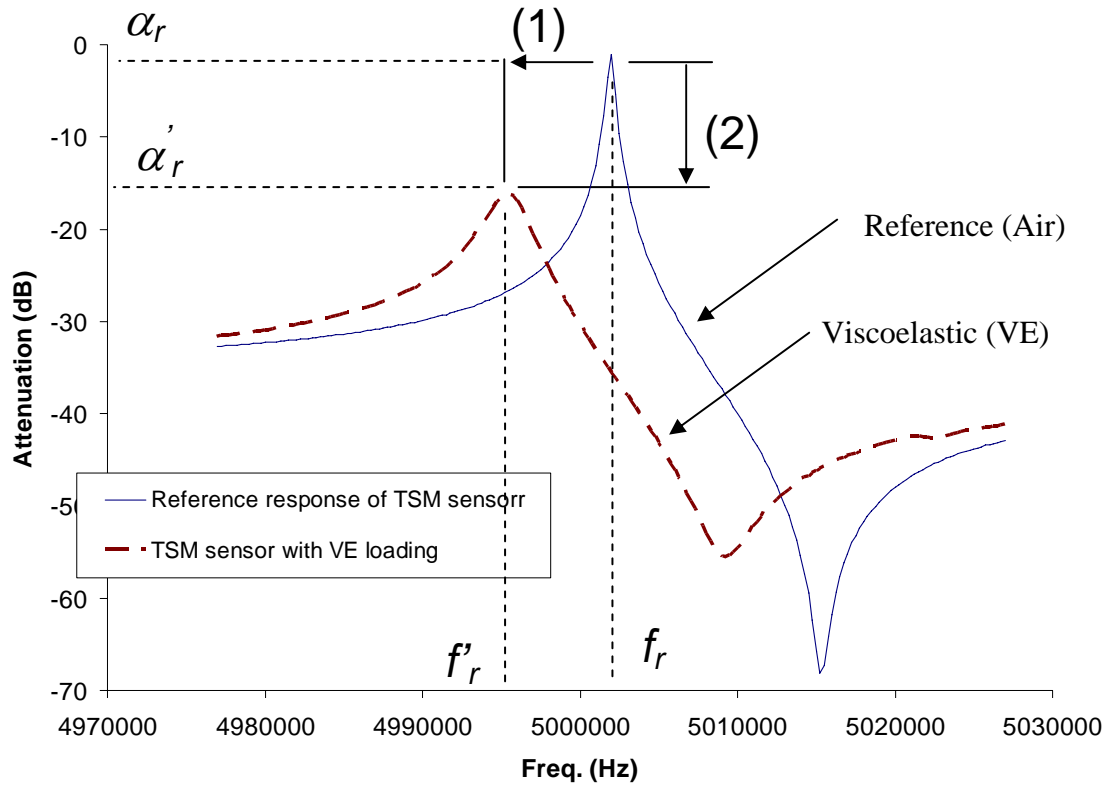 αr
(1)
0
-10
α'r
(2)
-20
Reference (Air)
-30
Viscoelastic (VE)
-40
-50
Reference response of TSM sensorr
TSM sensor with VE loading
-60
f'r
fr
-70
4970000 4980000 4990000 5000000 5010000 5020000 5030000
Freq. (Hz)
Attenuation (dB)